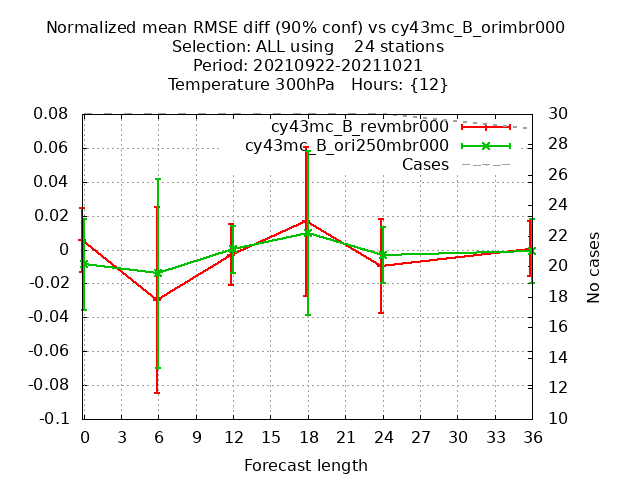 Normalized mean RMSE diff (90% conf) vs cy43mc_B_orimbr000
Selection: ALL using    24 stations
Period: 20210922-20211021
Temperature 300hPa   Hours: {12}
cy43mc_B_revmbr000
cy43mc_B_ori250mbr000
Cases
0.08
0.06
0.04
0.02
0
-0.02
-0.04
-0.06
-0.08
-0.1
30
28
26
24
22
20
18
16
14
12
10
No cases
0 3 6 9 12 15 18 21 24 27 30 33 36
Forecast length